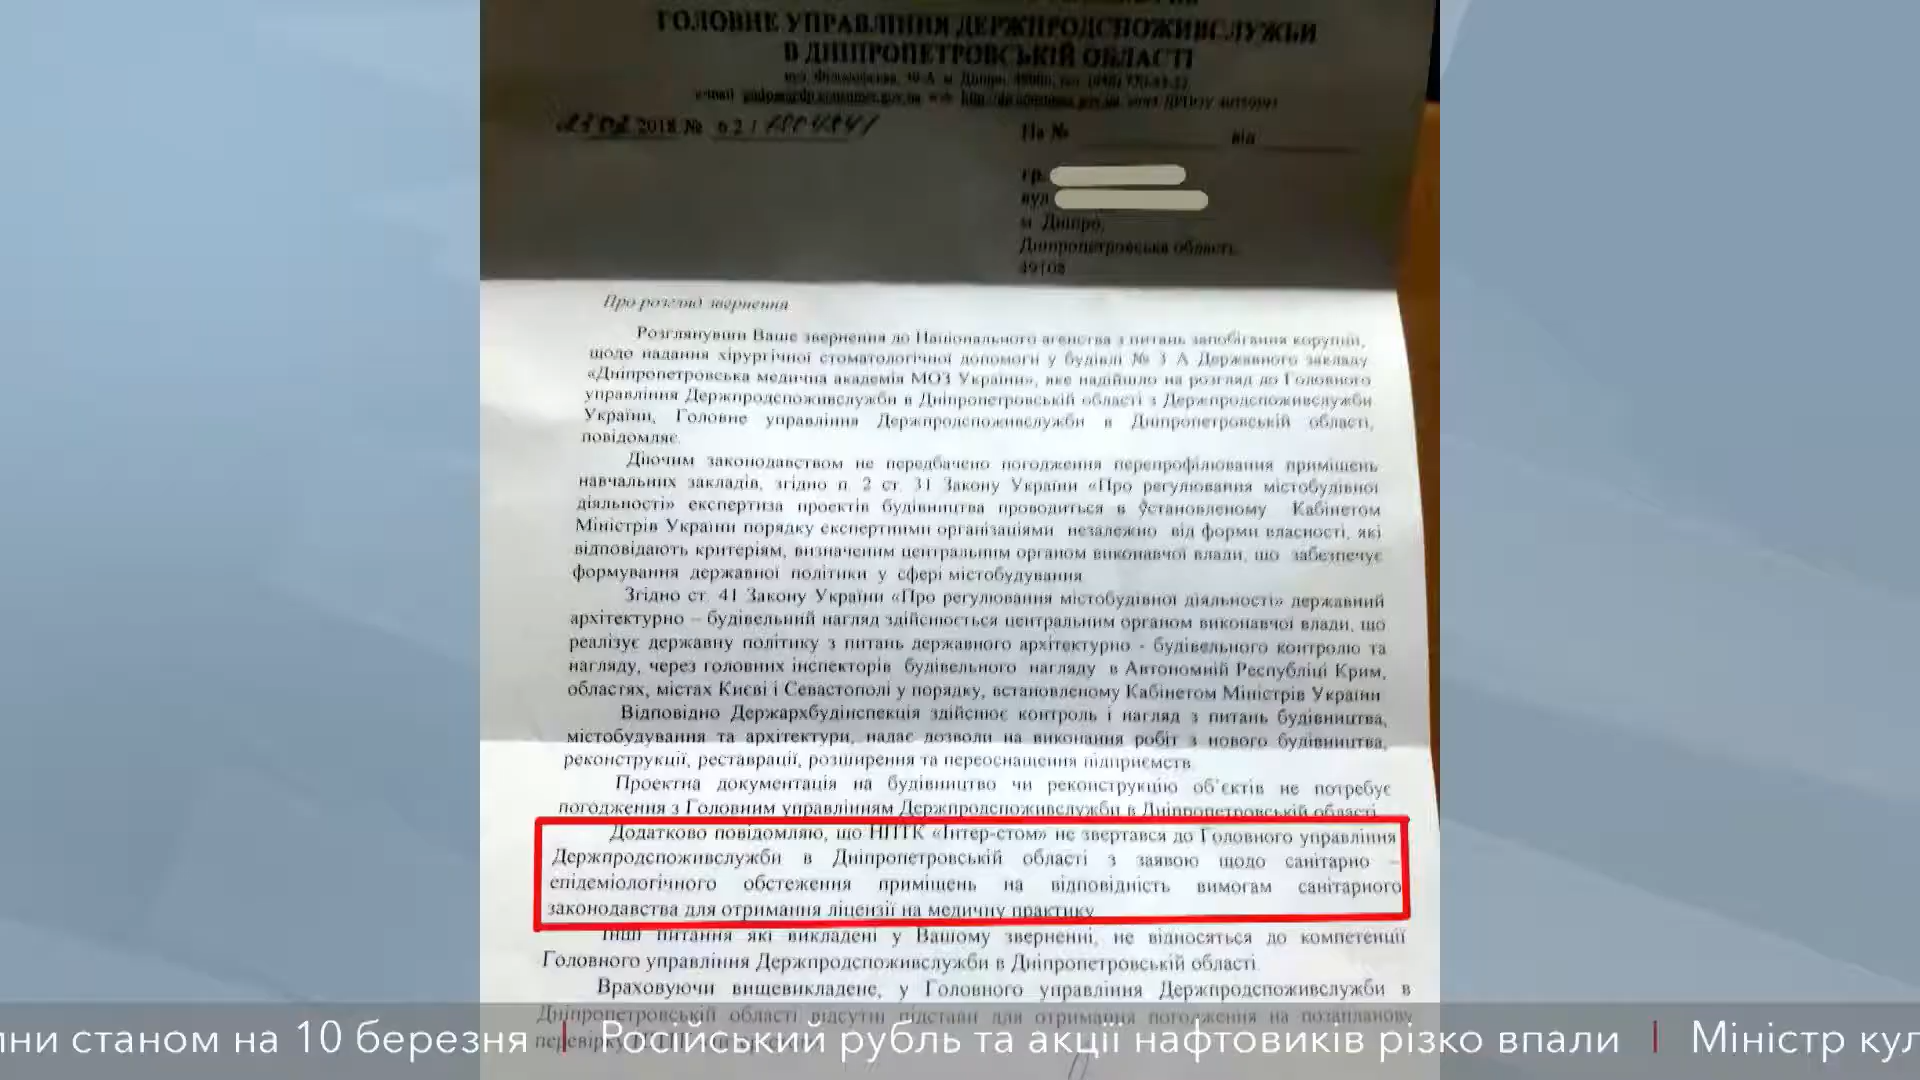 ГОЛОВНЕ УПРАВЛІННЯ ДЕРЖПРОДСПОЖИВСЛУЖБИ
В ДНІПРОПЕТРОВСЬКІЙ ОБЛАСТІ
2018 №
На № від
гр.
вул
м. Дніпро,
Дніпропетровська область,
49108
Про розгляд звернення
Розглянувши Ваше звернення до Національного агенства з питань запобігання корупції,
щодо надання хірургічної стоматологічної допомоги у будівлі № 3 А Державного закладу
«Дніпропетровська медична академія МОЗ України», яке надійшло на розгляд до Головного
управління Держпродспоживслужби в Дніпропетровській області з Держпродспоживслужби
України, Головне управління Держпродспоживслужби в Дніпропетровській області,
повідомляє.
Діючим законодавством не передбачено погодження перепрофілювання приміщень
навчальних закладів, згідно п. 2 ст. 31 Закону України «Про регулювання містобудівної
діяльності» експертиза проектів будівництва проводиться в установленому Кабінетом
Міністрів України порядку експертними організаціями незалежно від форми власності, які
відповідають критеріям, визначеним центральним органом виконавчої влади, що забезпечує
формування державної політики у сфері містобудування
Згідно ст. 41 Закону України «Про регулювання містобудівної діяльності» державний
архітектурно – будівельний нагляд здійснюється центральним органом виконавчої влади, що
реалізує державну політику з питань державного архітектурно - будівельного контролю та
нагляду, через головних інспекторів будівельного нагляду в Автономній Республіці Крим,
областях, містах Києві і Севастополі у порядку, встановленому Кабінетом Міністрів України
Відповідно Держархбудінспекція здійснює контроль і нагляд з питань будівництва,
містобудування та архітектури, надає дозволи на виконання робіт з нового будівництва,
реконструкції, реставрації, розширення та переоснащення підприємств.
Проектна документація на будівництво чи реконструкцію об'єктів не потребує
погодження з Головним управлінням Держпродспоживслужби в Дніпропетровській області.
Додатково повідомляю, що НПТК «Інтер-стом» не звертався до Головного управління
Держпродспоживслужби в Дніпропетровській області з заявою щодо санітарно –
епідеміологічного обстеження приміщень на відповідність вимогам санітарного
законодавства для отримання ліцензії на медичну практику
Інші питання які викладені у Вашому зверненні, не відносяться до компетенції
Головного управління Держпродспоживслужби в Дніпропетровській області.
Враховуючи вищевикладене, у Головного управління Держпродспоживслужби в
Дніпропетровській області відсутні підстави для отримання погодження на позапланову
перевірку
ини станом на 10 березня | Російський рубль та акції нафтовиків різко впали | Міністр кул